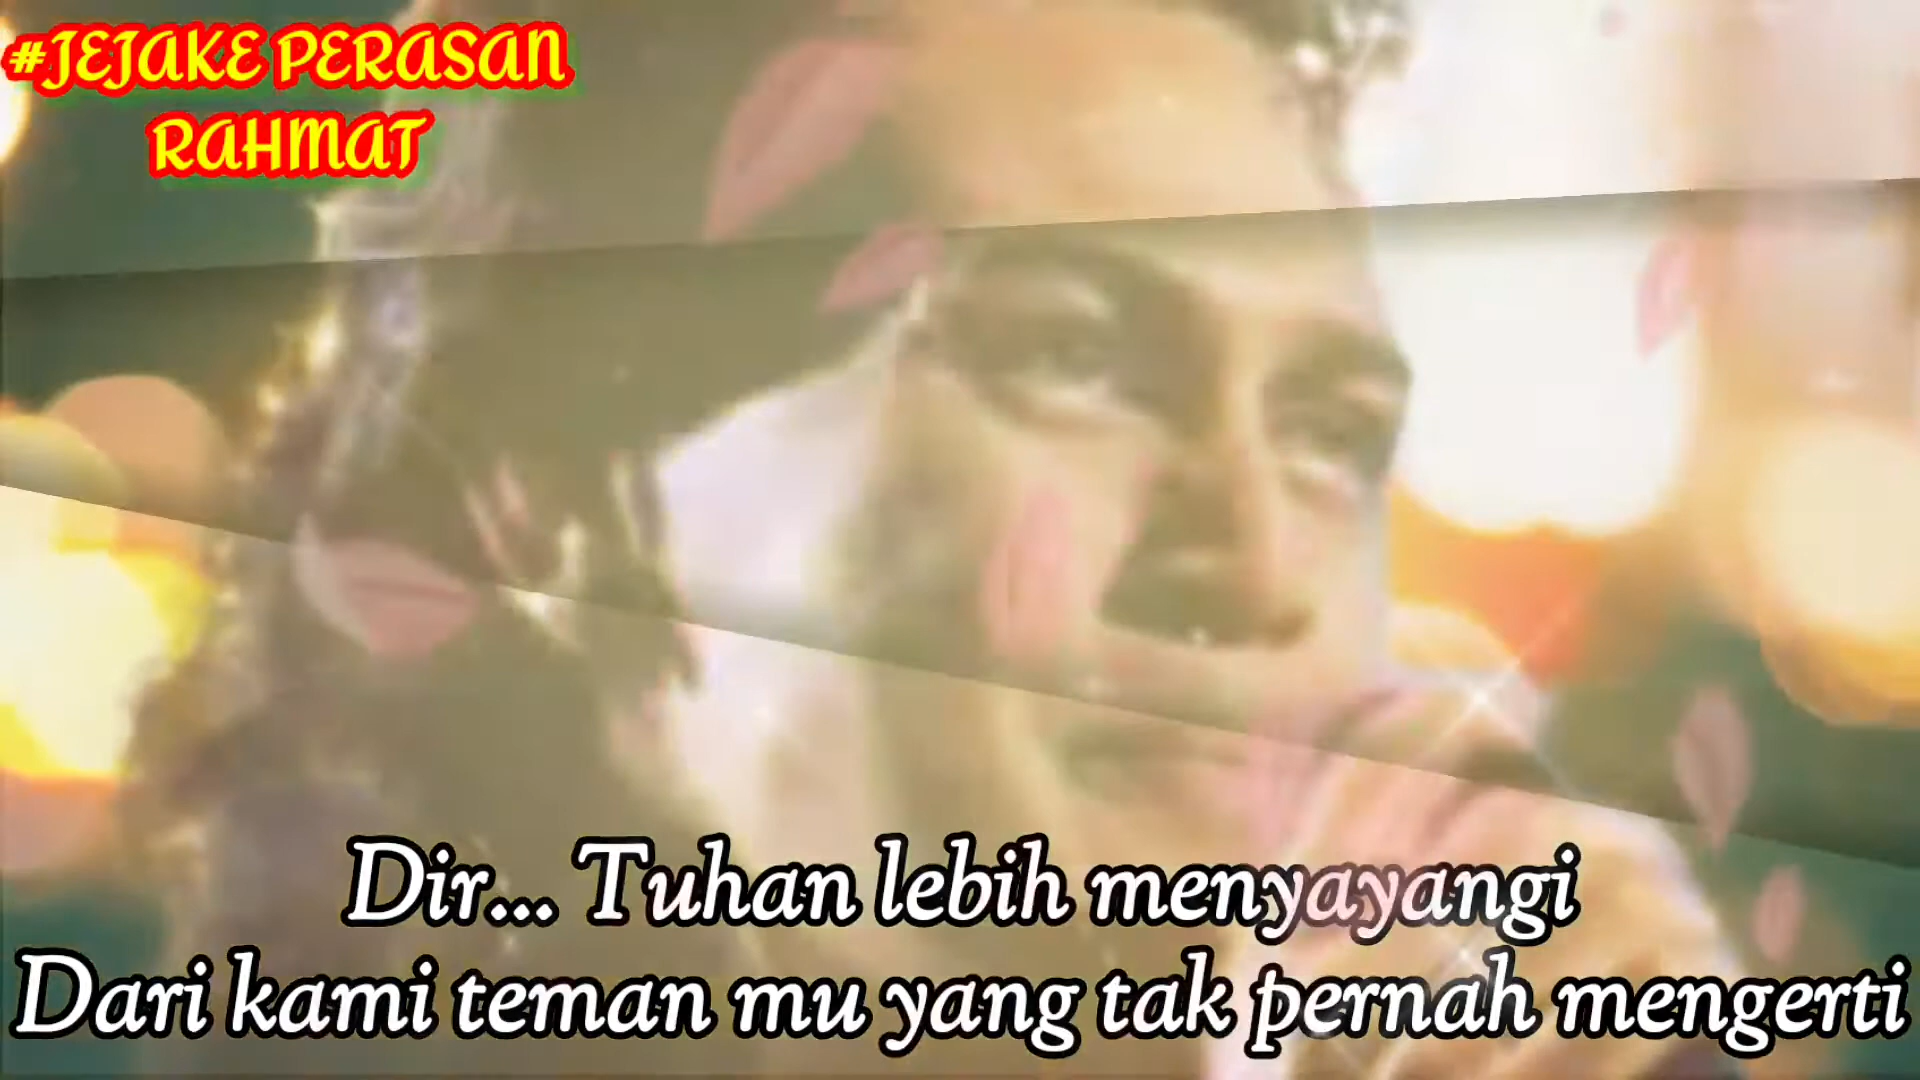 #JEJAKE PERASAN
RAHMAT
Dir... Tuhan lebih menyayangi
Dari kami teman mu yang tak pernah mengerti